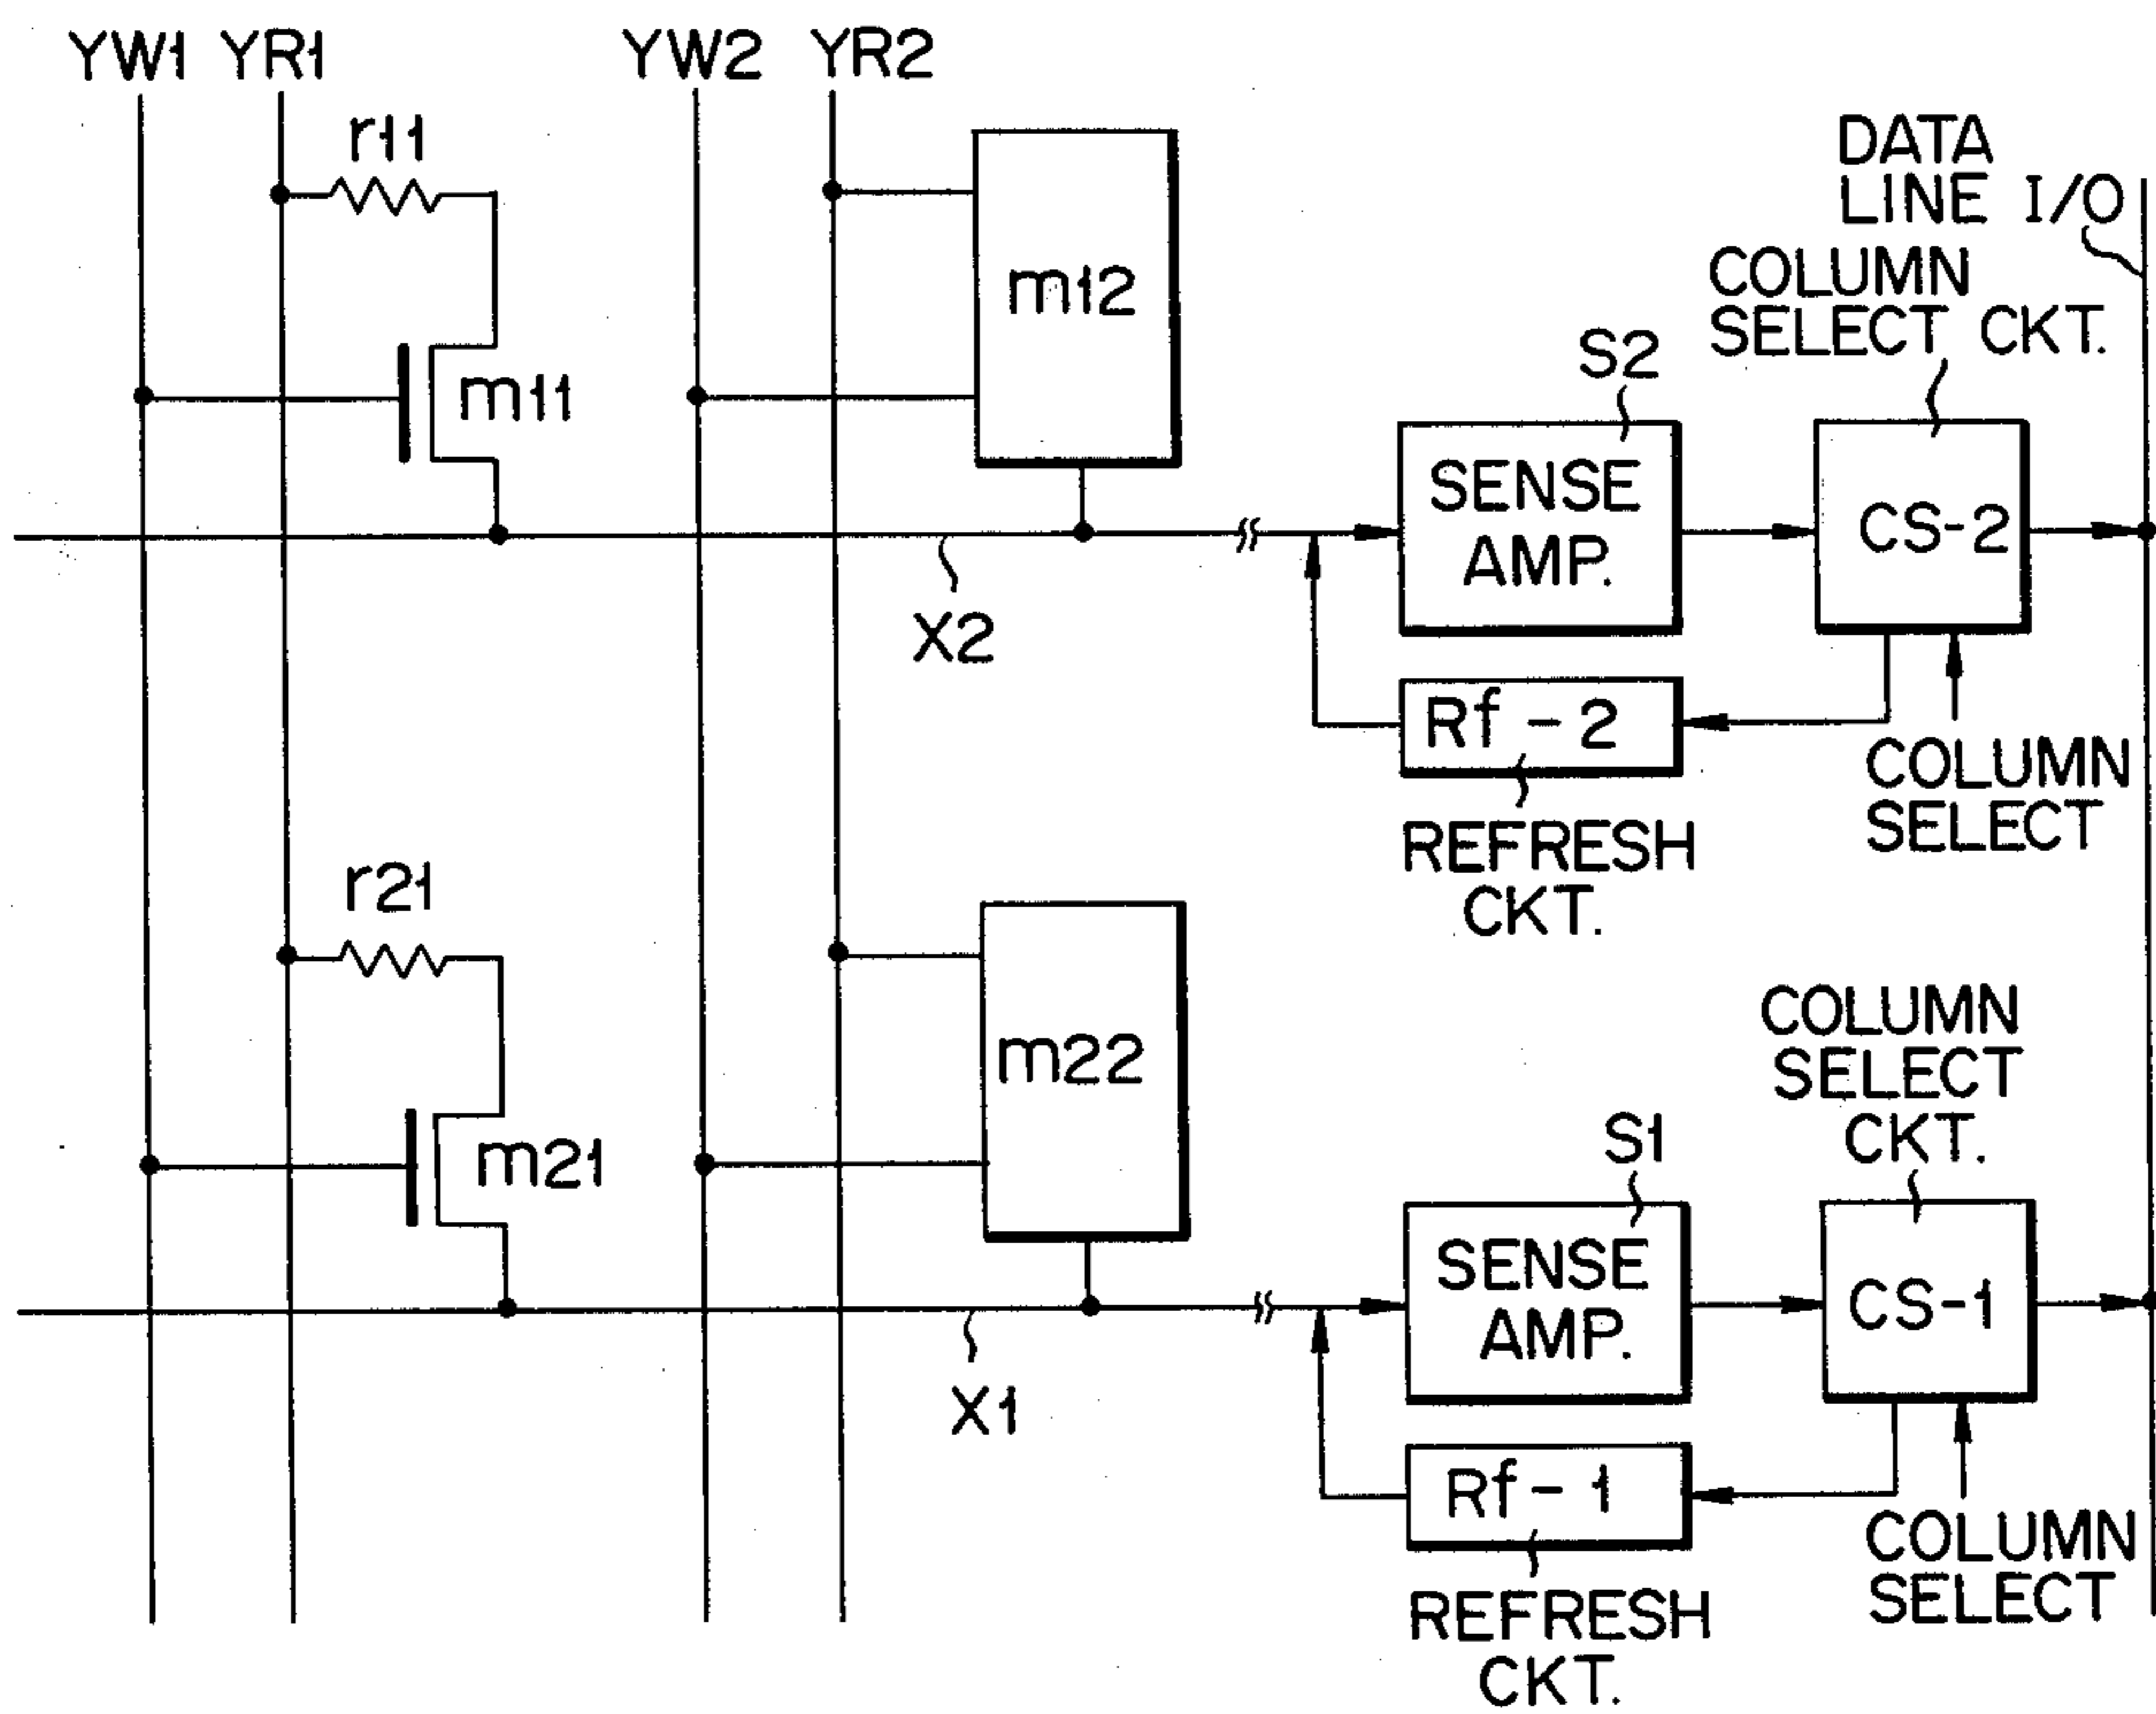 YW1 YR1 YW2 YR2
r11
DATA
LINE I/O
COLUMN
SELECT CKT.
m12
S2
m11
SENSE
AMP.
CS-2
X2
Rf-2
COLUMN
SELECT
REFRESH
CKT.
r21
COLUMN
SELECT
CKT.
m22
S1
m21
SENSE
AMP.
CS-1
X1
Rf-1
COLUMN
SELECT
REFRESH
CKT.